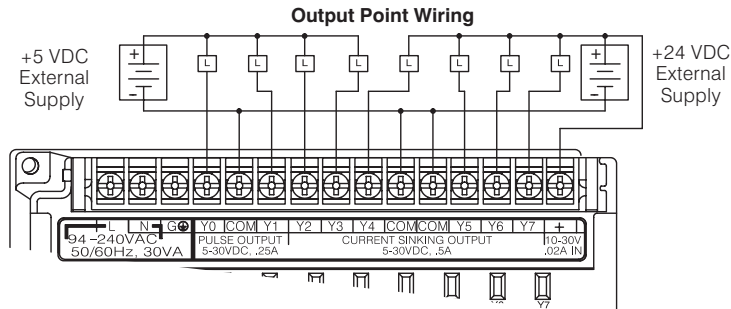 Output Point Wiring
+5 VDC
External
Supply
+
-
L L L L L L L L
+
-
+24 VDC
External
Supply
L N G Y0 COM Y1 Y2 Y3 Y4 COM COM Y5 Y6 Y7 +
94 -240VAC
50/60Hz, 30VA
PULSE OUTPUT
5-30VDC, .25A
CURRENT SINKING OUTPUT
5-30VDC, .5A
10-30V
.02A IN
Y7